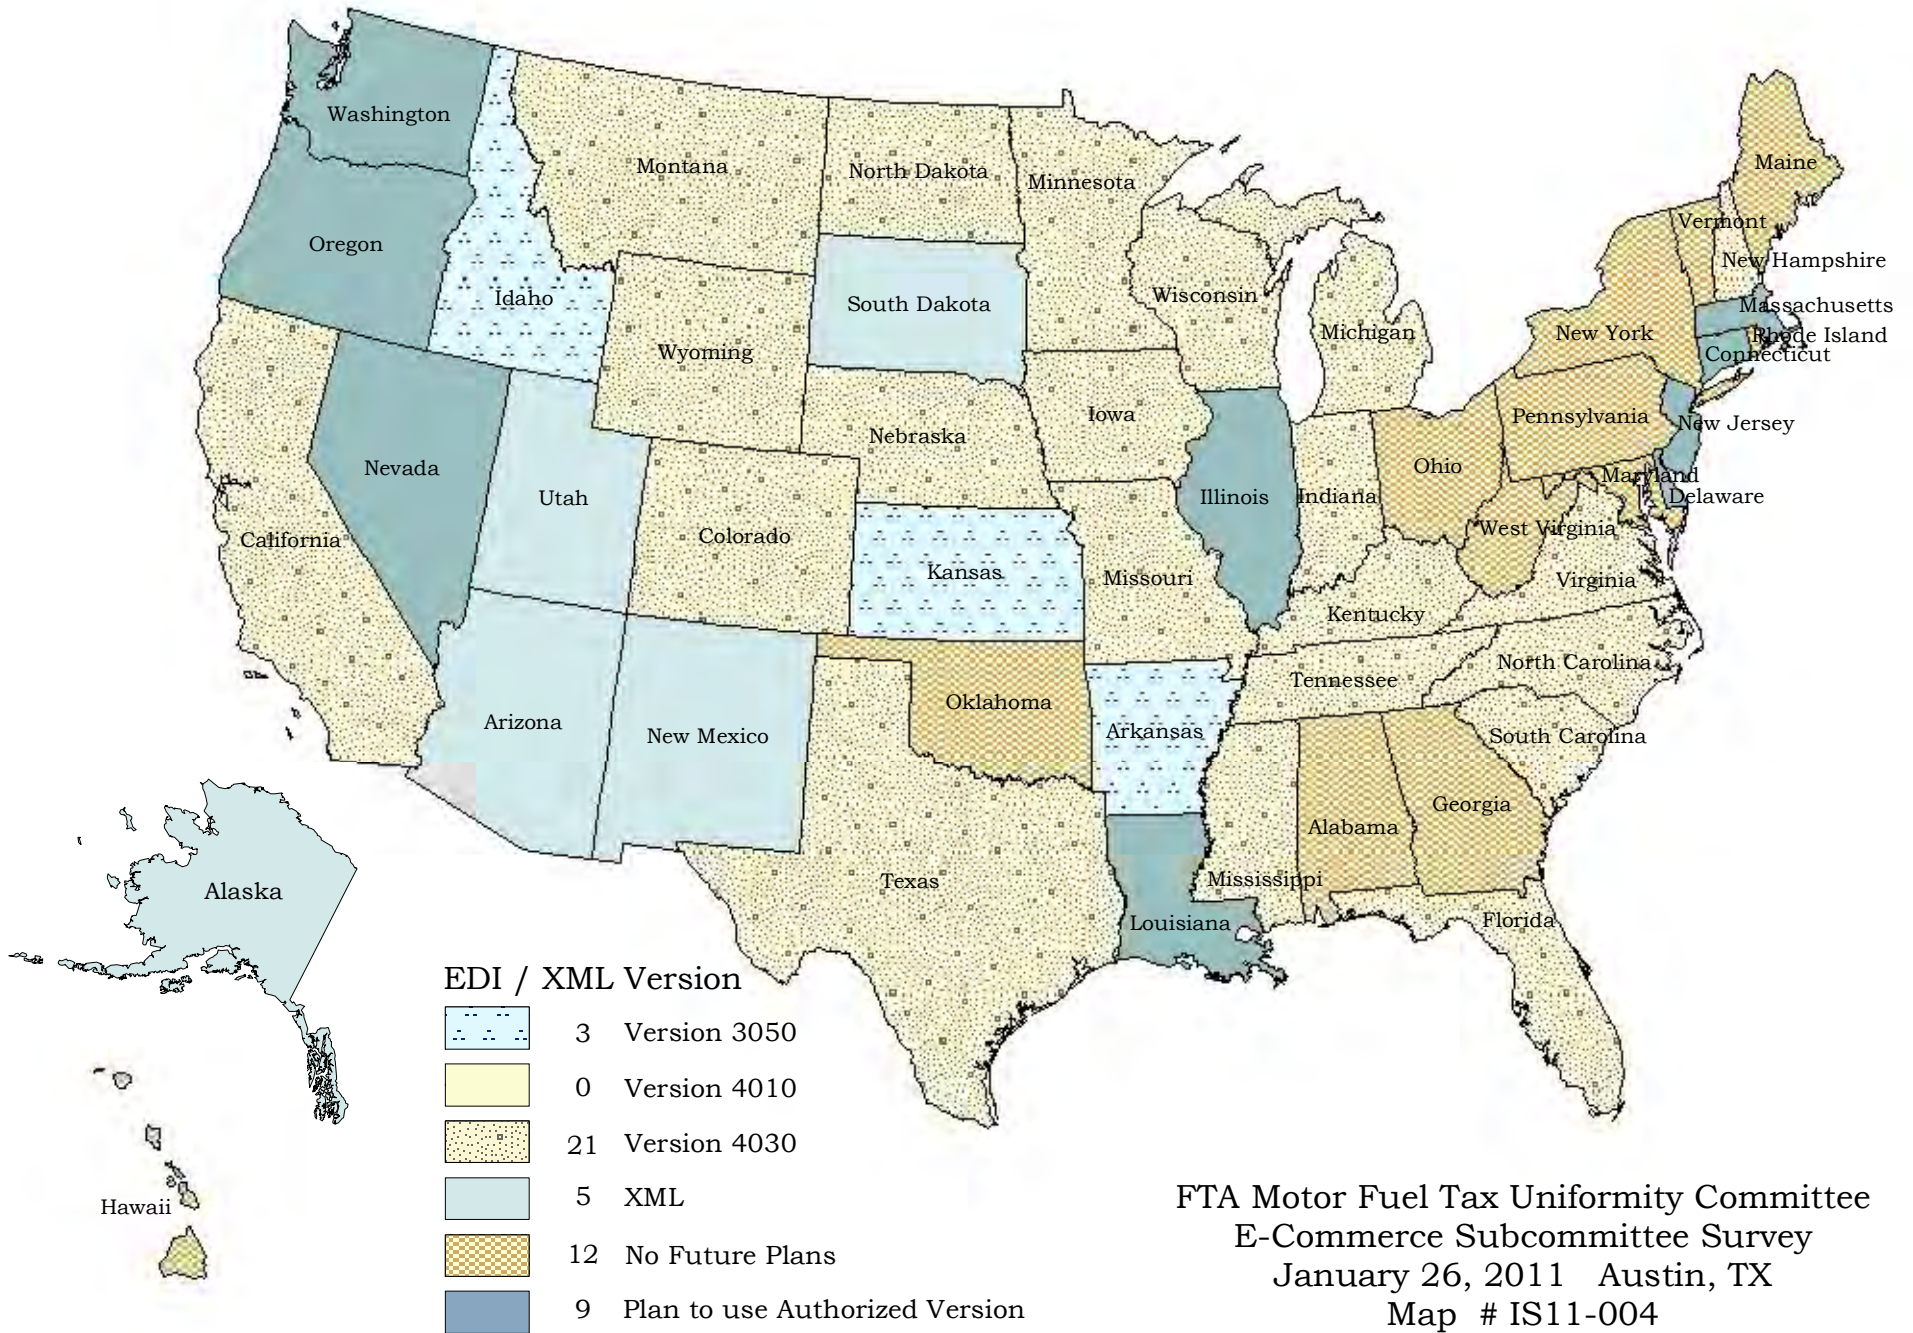 Washington
Montana
North Dakota
Minnesota
Maine
Vermont
Oregon
Idaho
South Dakota
Wisconsin
Michigan
New York
New Hampshire
Massachusetts
Rhode Island
Connecticut
Wyoming
Iowa
Nebraska
Pennsylvania
New Jersey
Nevada
Utah
Illinois
Indiana
Ohio
Maryland
Delaware
California
Colorado
Kansas
Missouri
West Virginia
Virginia
Kentucky
Arizona
New Mexico
Oklahoma
Arkansas
Tennessee
North Carolina
South Carolina
Texas
Louisiana
Mississippi
Alabama
Georgia
Florida
Alaska
Hawaii
EDI / XML Version
3 Version 3050
0 Version 4010
21 Version 4030
5 XML
12 No Future Plans
9 Plan to use Authorized Version
FTA Motor Fuel Tax Uniformity Committee
E-Commerce Subcommittee Survey
January 26, 2011 Austin, TX
Map # IS11-004